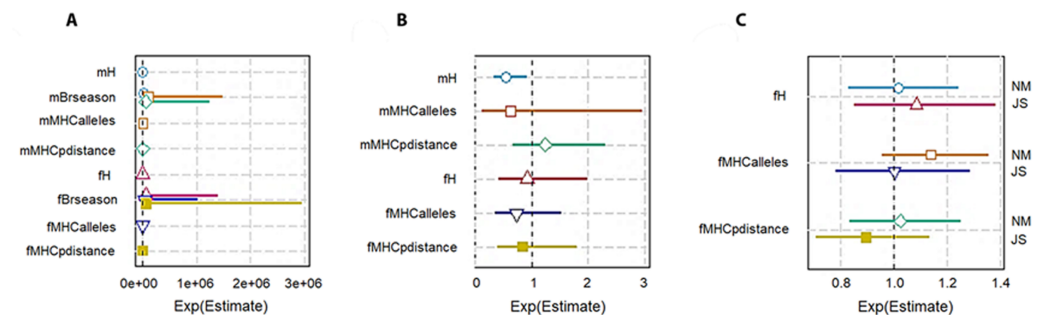 A
mH
mBrseason
mMHCalleles
mMHCpdistance
fH
fBrseason
fMHCalleles
fMHCpdistance
0e+00 1e+06 2e+06 3e+06
Exp(Estimate)
B
mH
mMHCalleles
mMHCpdistance
fH
fMHCalleles
fMHCpdistance
0 1 2 3
Exp(Estimate)
C
fH
NM
JS
fMHCalleles
NM
JS
fMHCpdistance
NM
JS
0.8 1.0 1.2 1.4
Exp(Estimate)